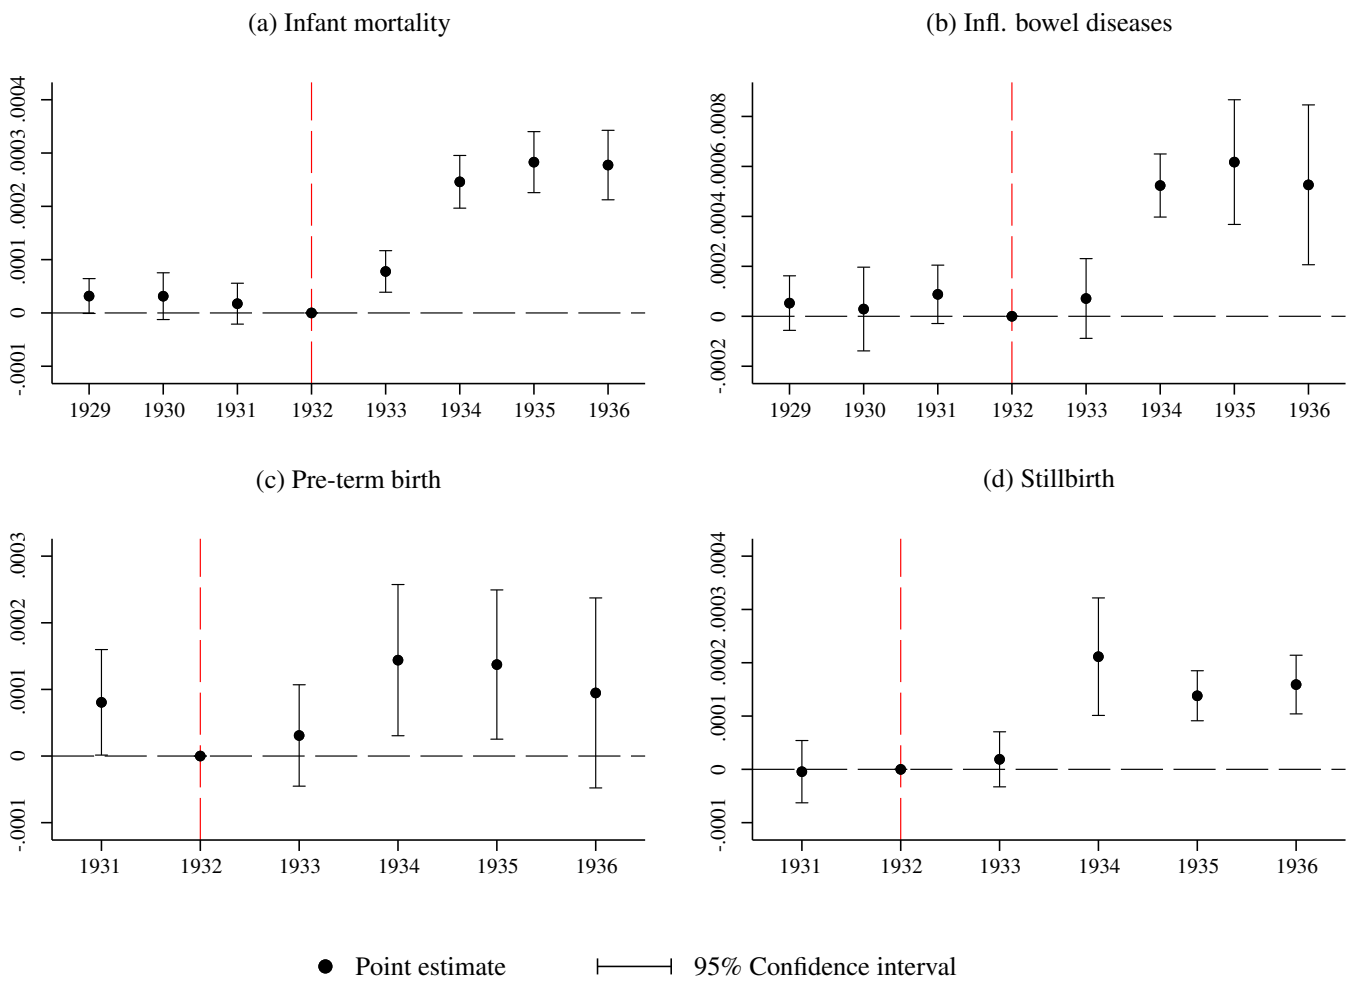 (a) Infant mortality
.0004
.0003
.0002
.0001
0
-.0001
1929 1930 1931 1932 1933 1934 1935 1936
(b) Infl. bowel diseases
.0008
.0006
.0004
.0002
0
-.0002
1929 1930 1931 1932 1933 1934 1935 1936
(c) Pre-term birth
.0003
.0002
.0001
0
-.0001
1931 1932 1933 1934 1935 1936
(d) Stillbirth
.0004
.0003
.0002
.0001
0
-.0001
1931 1932 1933 1934 1935 1936
Point estimate 95% Confidence interval